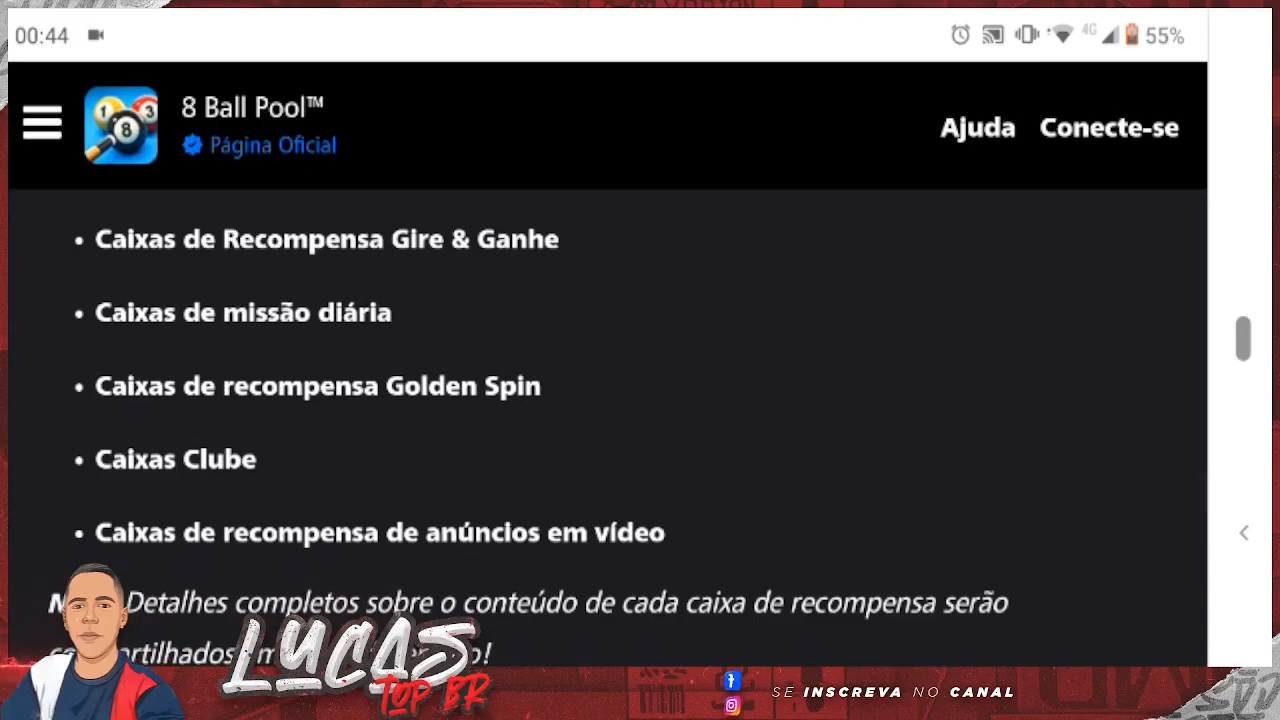 00:44
4G
55%
8 Ball Pool™
Página Oficial
Ajuda
Conecte-se
• Caixas de Recompensa Gire & Ganhe
• Caixas de missão diária
• Caixas de recompensa Golden Spin
• Caixas Clube
• Caixas de recompensa de anúncios em vídeo
Detalhes completos sobre o conteúdo de cada caixa de recompensa serão
LUCAS
TOP BR
SE INSCREVA NO CANAL